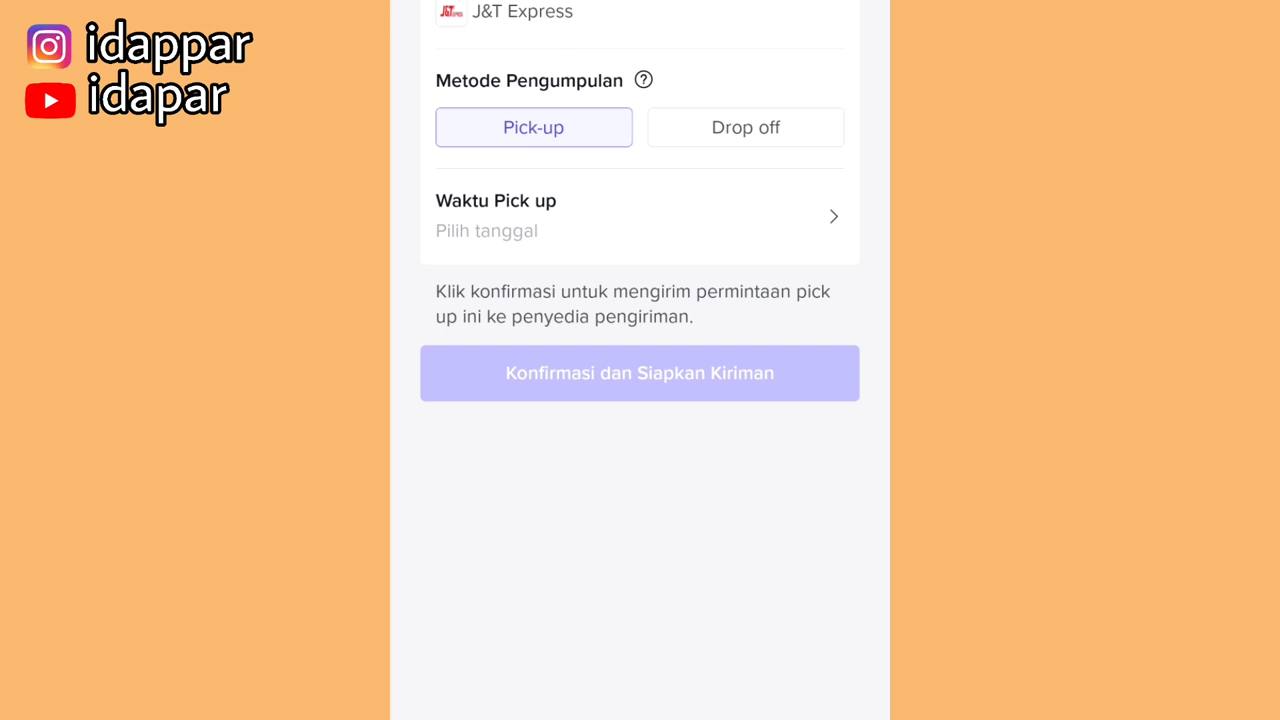 idappar
idapar
J&T EXPRESS J&T Express
Metode Pengumpulan ?
Pick-up
Drop off
Waktu Pick up
Pilih tanggal
Klik konfirmasi untuk mengirim permintaan pick
up ini ke penyedia pengiriman.
Konfirmasi dan Siapkan Kiriman